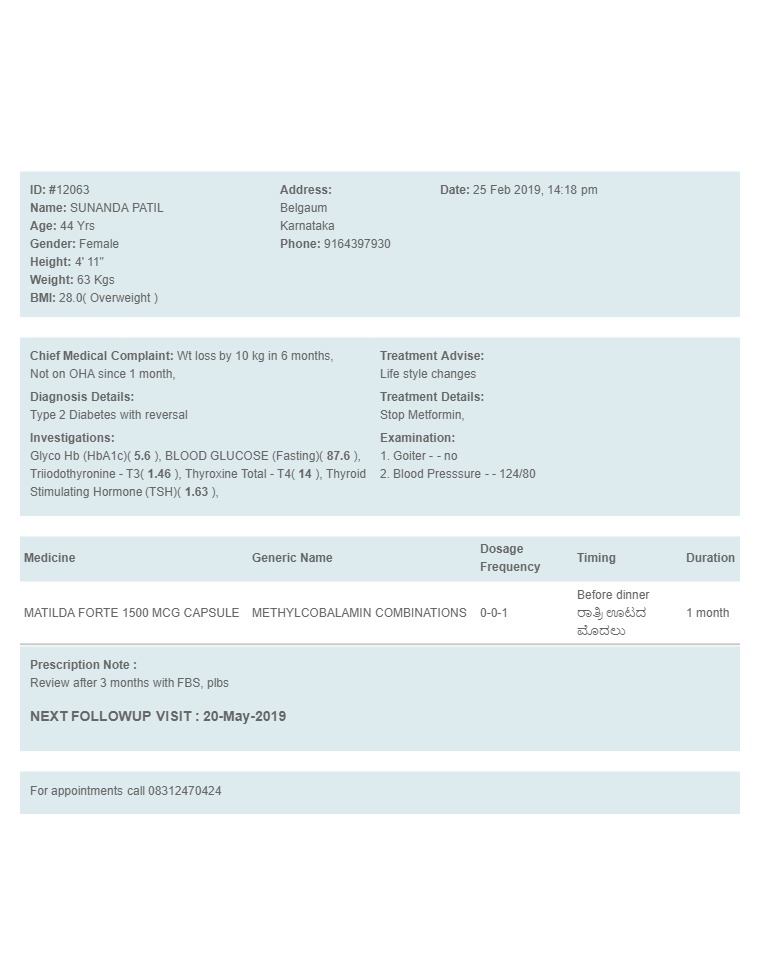 ID: #12063
Name: SUNANDA PATIL
Age: 44 Yrs
Gender: Female
Height: 4' 11"
Weight: 63 Kgs
BMI: 28.0( Overweight )
Address:
Belgaum
Karnataka
Phone: 9164397930
Date: 25 Feb 2019, 14:18 pm
Chief Medical Complaint: Wt loss by 10 kg in 6 months,
Not on OHA since 1 month,
Diagnosis Details:
Type 2 Diabetes with reversal
Investigations:
Glyco Hb (HbA1c)( 5.6 ), BLOOD GLUCOSE (Fasting)( 87.6 ),
Triiodothyronine - T3( 1.46 ), Thyroxine Total - T4( 14 ), Thyroid
Stimulating Hormone (TSH)( 1.63 ),
Treatment Advise:
Life style changes
Treatment Details:
Stop Metformin,
Examination:
1. Goiter - - no
2. Blood Presssure - - 124/80
Medicine Generic Name Dosage Frequency Timing Duration
MATILDA FORTE 1500 MCG CAPSULE METHYLCOBALAMIN COMBINATIONS 0-0-1
Before dinner
ರಾತ್ರಿ ಊಟದ
ಮೊದಲು
1 month
Prescription Note :
Review after 3 months with FBS, plbs
NEXT FOLLOWUP VISIT : 20-May-2019
For appointments call 08312470424